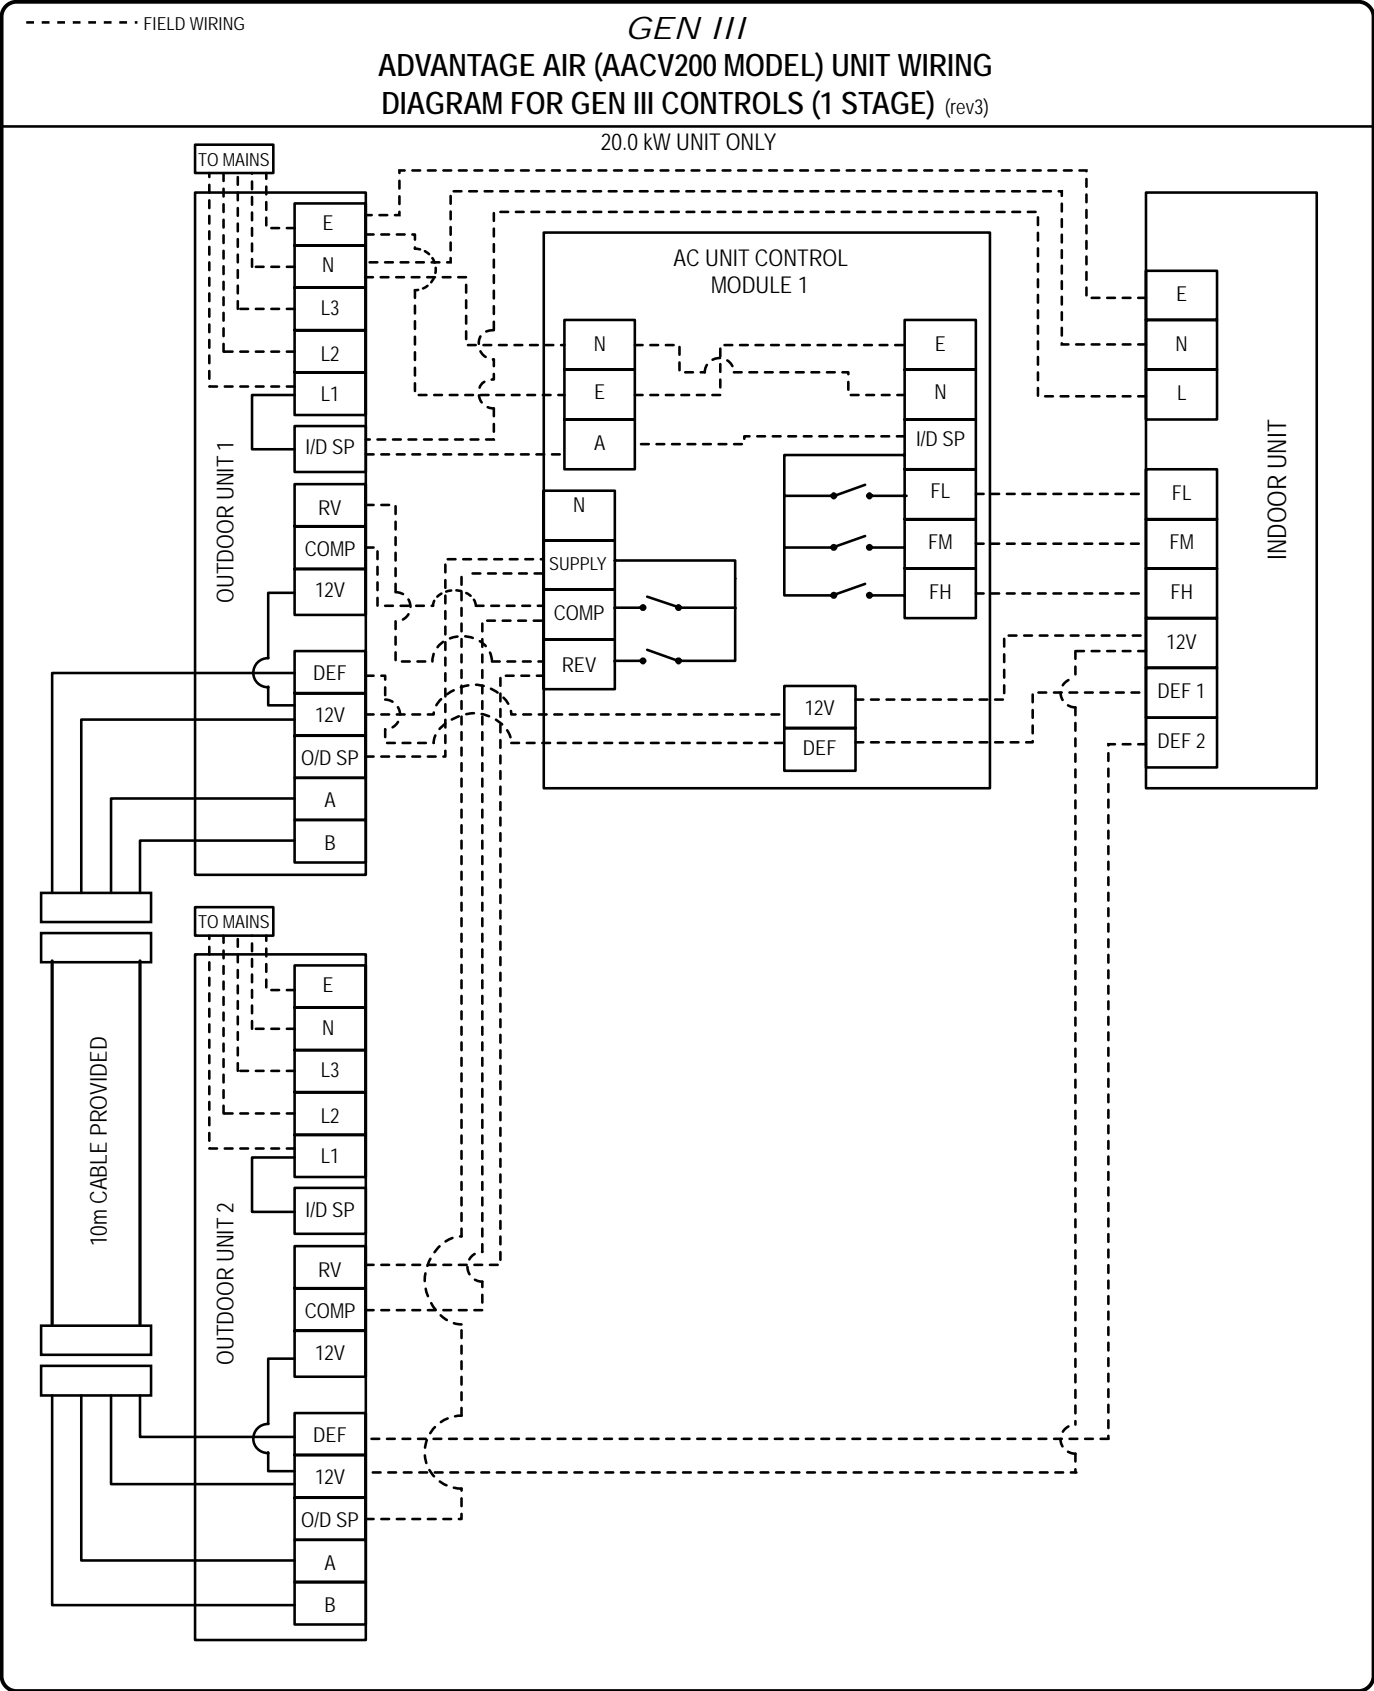 FIELD WIRING
GEN III
ADVANTAGE AIR (AACV200 MODEL) UNIT WIRING
DIAGRAM FOR GEN III CONTROLS (1 STAGE) (rev3)
20.0 kW UNIT ONLY
TO MAINS
OUTDOOR UNIT 1
E
N
L3
L2
L1
I/D SP
RV
COMP
12V
DEF
12V
O/D SP
A
B
AC UNIT CONTROL
MODULE 1
N
E
A
N
SUPPLY
COMP
REV
E
N
I/D SP
FL
FM
FH
12V
DEF
INDOOR UNIT
E
N
L
FL
FM
FH
12V
DEF 1
DEF 2
10m CABLE PROVIDED
TO MAINS
OUTDOOR UNIT 2
E
N
L3
L2
L1
I/D SP
RV
COMP
12V
DEF
12V
O/D SP
A
B